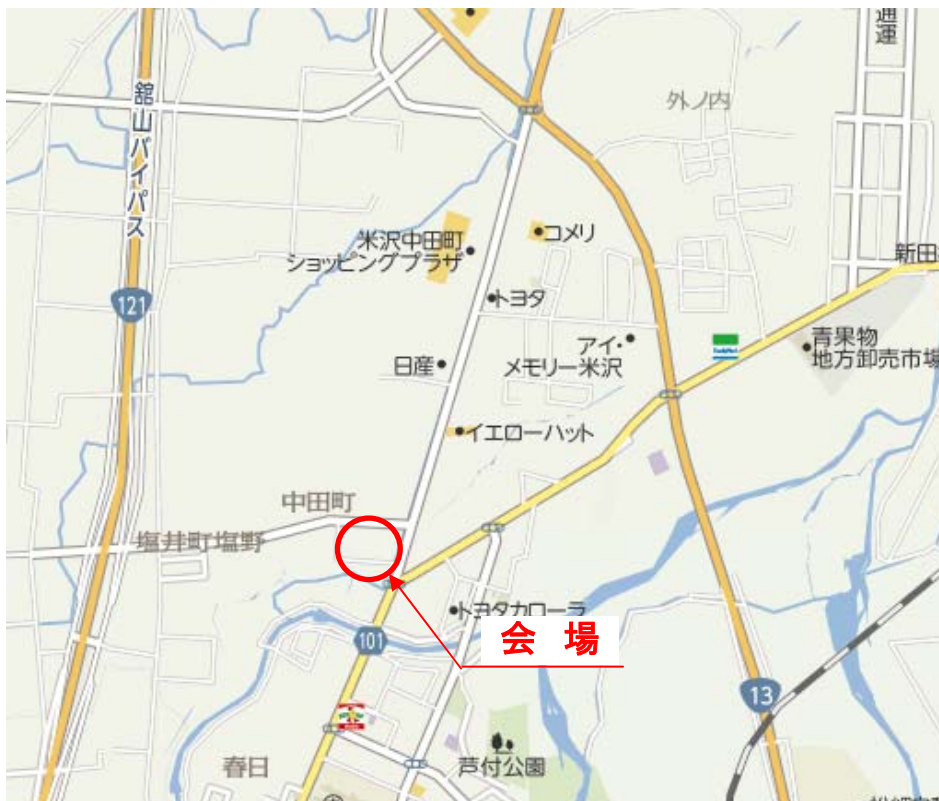 通運
舘山バイパス
外ノ内
コメリ
米沢中田町
ショッピングプラザ
新田
トヨタ
121
青果物
地方卸売市場
アイ・
メモリー米沢
日産
FamilyMart
イエローハット
中田町
塩井町塩野
トヨタカローラ
会 場
101
13
芦付公園
春日